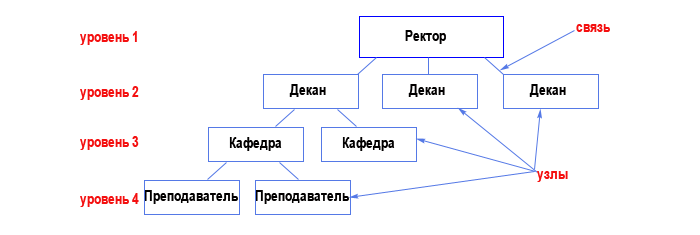 уровень 1
Ректор
связь
уровень 2
Декан
Декан
Декан
уровень 3
Кафедра
Кафедра
узлы
уровень 4
Преподаватель
Преподаватель